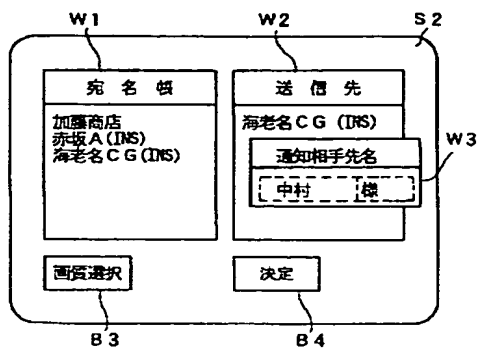 W1
W2
S2
宛名帳
送信先
加藤商店
赤坂A(INS)
海老名CG(INS)
海老名CG(INS)
W3
通知相手先名
中村 様
画質選択
決定
B3
B4